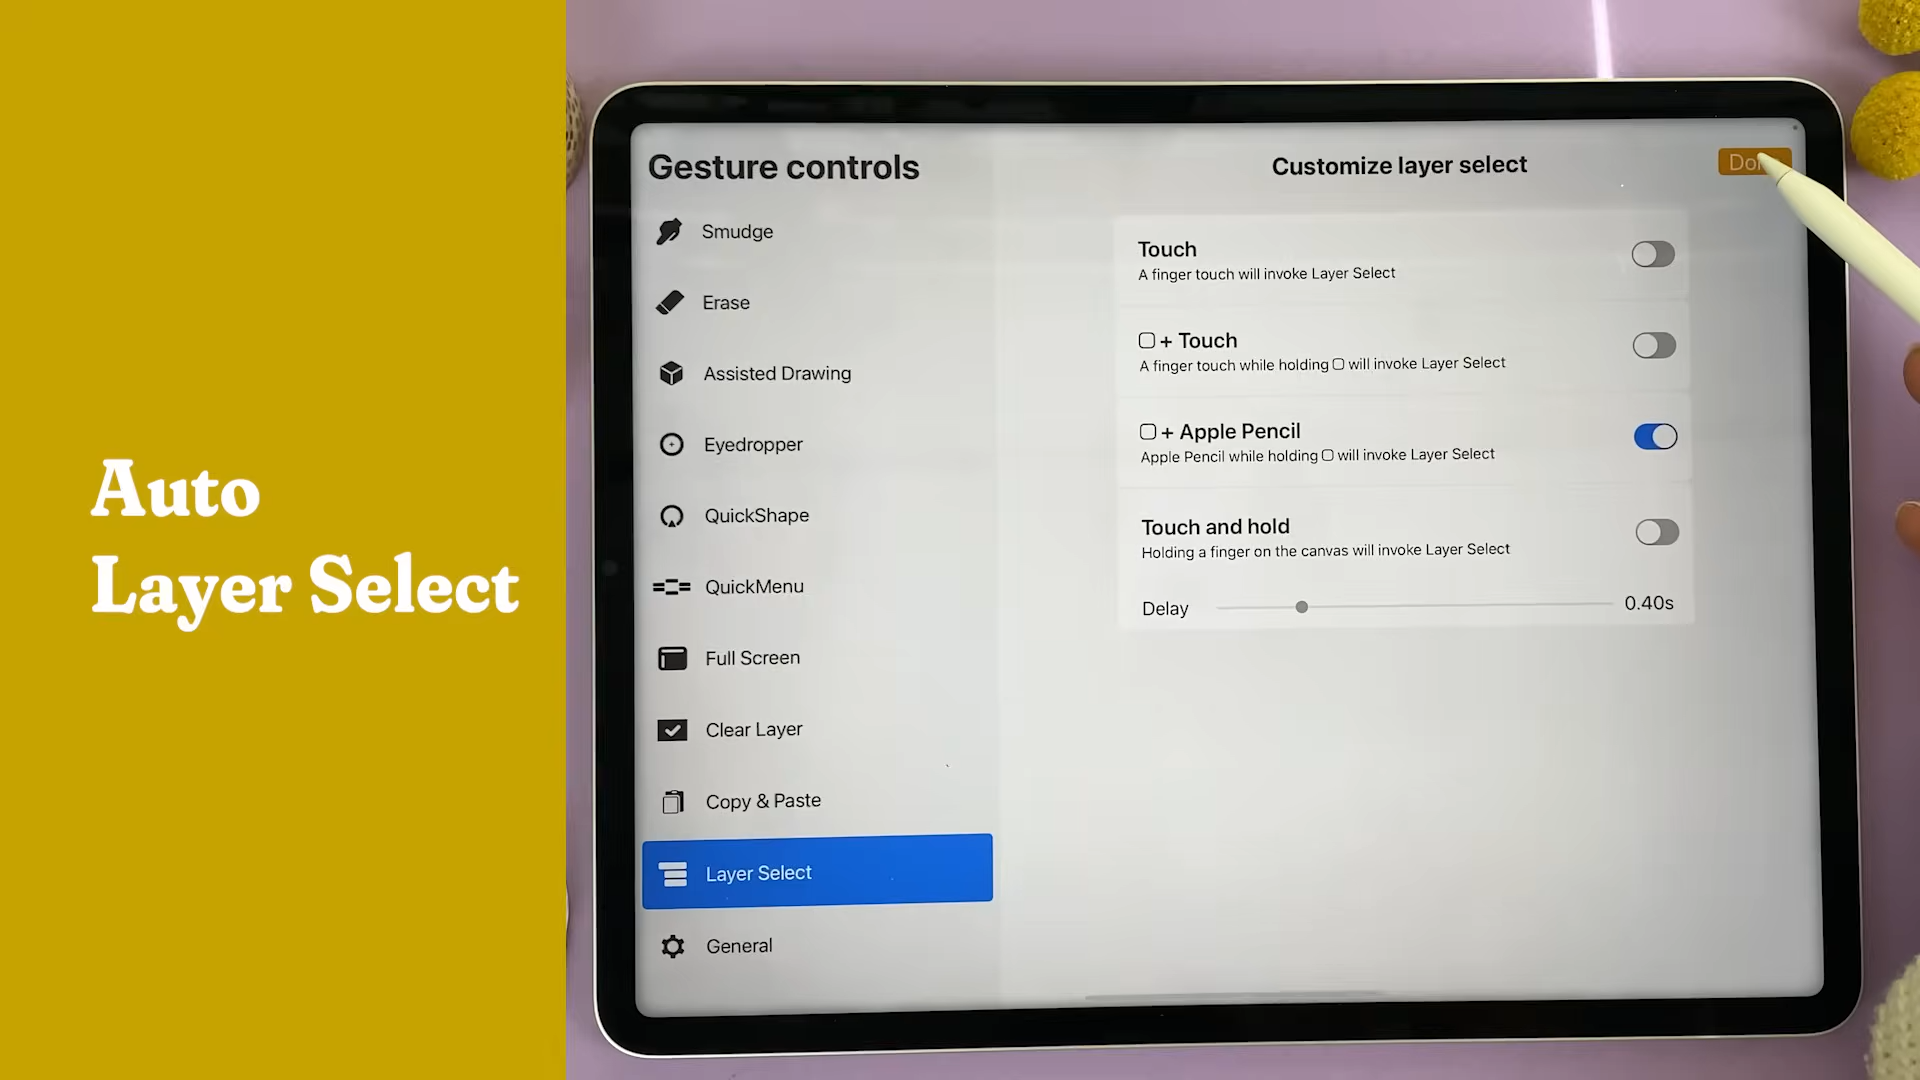 Auto
Layer Select
Gesture controls
Smudge
Erase
Assisted Drawing
Eyedropper
QuickShape
QuickMenu
Full Screen
Clear Layer
Copy & Paste
Layer Select
General
Customize layer select
Touch
A finger touch will invoke Layer Select
▢ + Touch
A finger touch while holding ▢ will invoke Layer Select
▢ + Apple Pencil
Apple Pencil while holding ▢ will invoke Layer Select
Touch and hold
Holding a finger on the canvas will invoke Layer Select
Delay 0.40s